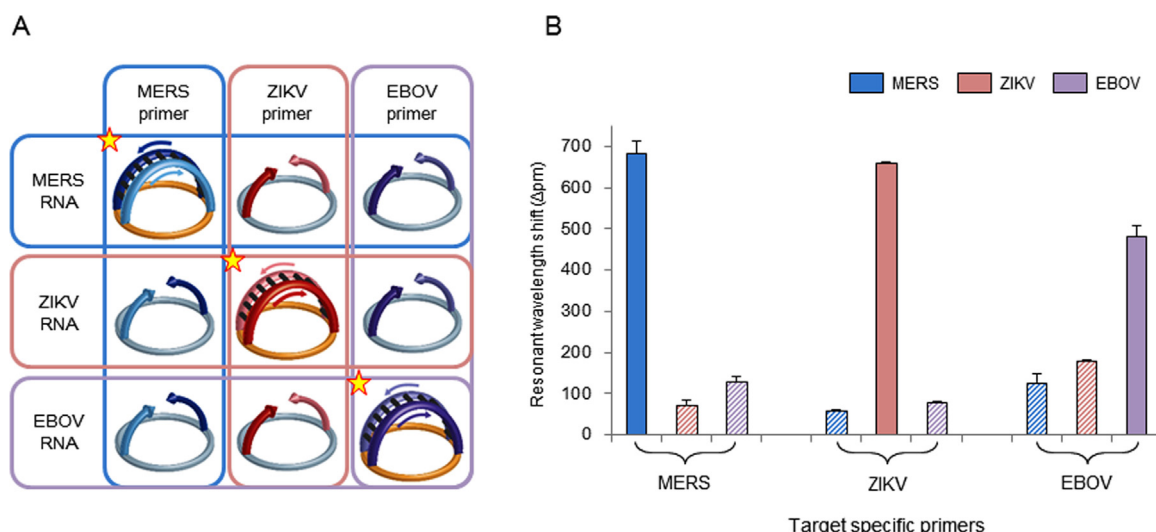 A
MERS
primer
ZIKV
primer
EBOV
primer
MERS
RNA
ZIKV
RNA
EBOV
RNA
B
MERS
ZIKV
EBOV
Resonant wavelength shift (Δpm)
700
600
500
400
300
200
100
0
MERS
ZIKV
EBOV
Target specific primers